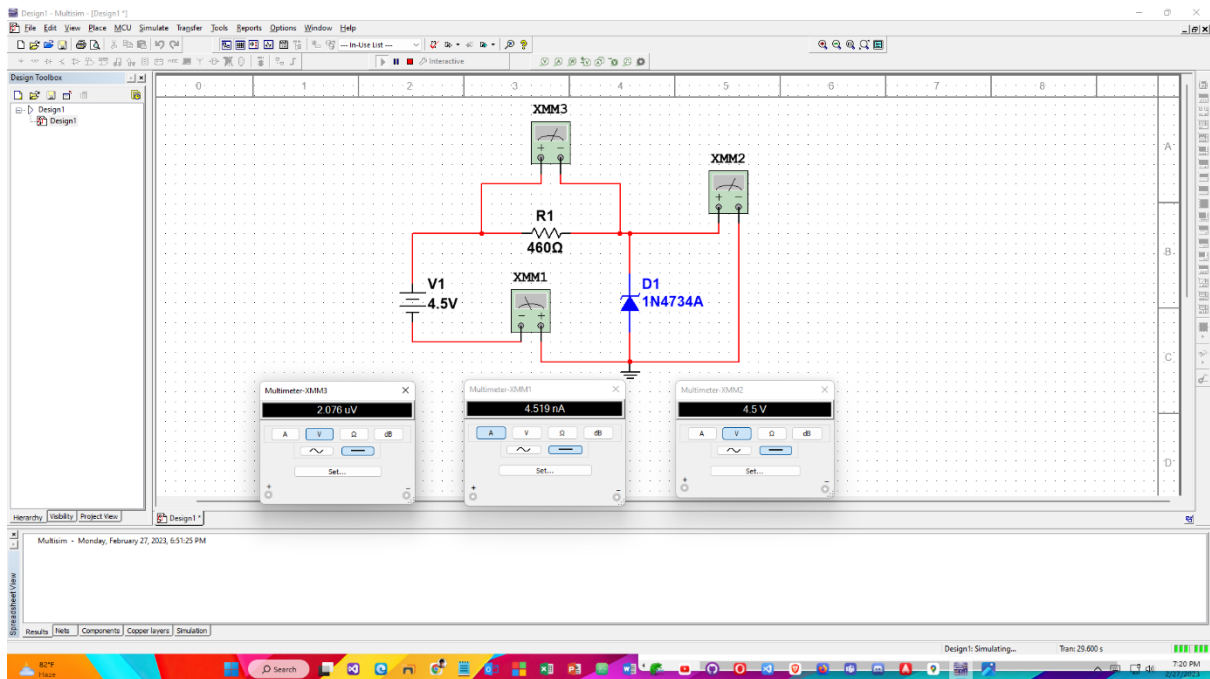 Design1 - Multisim - [Design1 *]
File Edit View Place MCU Simulate Transfer Tools Reports Options Window Help
--- In-Use List ---
Interactive
Design Toolbox
Design1
Design1
0 1 2 3 4 5 6 7 8
A
B
C
D
XMM3
XMM2
R1
460Ω
XMM1
V1
4.5V
D1
1N4734A
+ -
+ -
- +
Multimeter-XMM3
2.076 uV
A V Ω dB
Set...
+ -
Multimeter-XMM1
4.519 nA
A V Ω dB
Set...
+ -
Multimeter-XMM2
4.5 V
A V Ω dB
Set...
+ -
Hierarchy Visibility Project View
Design1 *
Multisim - Monday, February 27, 2023, 6:51:25 PM
Spreadsheet View
Results Nets Components Copper layers Simulation
Design1: Simulating... Tran: 29.600 s
82°F
Haze
Search
7:20 PM
2/27/2023